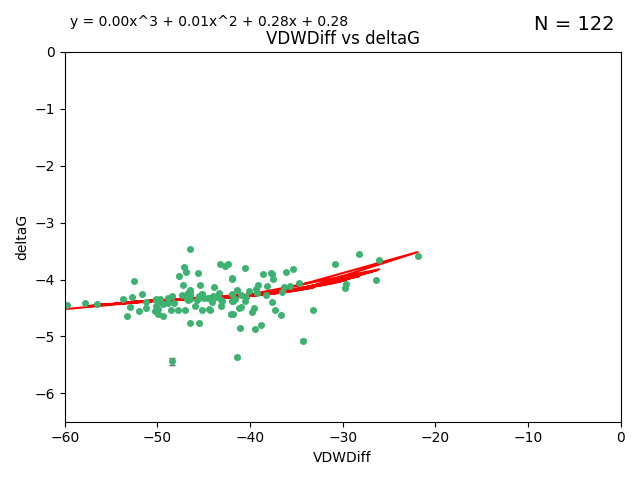 y = 0.00x^3 + 0.01x^2 + 0.28x + 0.28
N = 122
VDWDiff vs deltaG
0
−1
−2
−3
−4
−5
−6
deltaG
−60 −50 −40 −30 −20 −10 0
VDWDiff